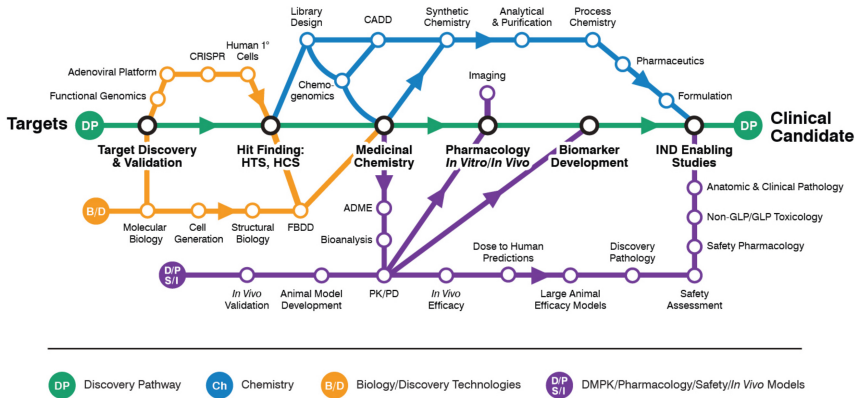 Library
Design
CADD
Synthetic
Chemistry
Analytical
& Purification
Process
Chemistry
Human 1°
Cells
CRISPR
Adenoviral Platform
Functional Genomics
Chemo-
genomics
Imaging
Pharmaceutics
Formulation
Targets
DP
DP
Clinical
Candidate
Target Discovery
& Validation
Hit Finding:
HTS, HCS
Medicinal
Chemistry
Pharmacology
In Vitro/In Vivo
Biomarker
Development
IND Enabling
Studies
Anatomic & Clinical Pathology
Non-GLP/GLP Toxicology
Safety Pharmacology
B/D
Molecular
Biology
Cell
Generation
Structural
Biology
FBDD
ADME
Bioanalysis
D/P
S/I
In Vivo
Validation
Animal Model
Development
PK/PD
In Vivo
Efficacy
Dose to Human
Predictions
Large Animal
Efficacy Models
Discovery
Pathology
Safety
Assessment
DP Discovery Pathway
Ch Chemistry
B/D Biology/Discovery Technologies
D/P
S/I
DMPK/Pharmacology/Safety/In Vivo Models